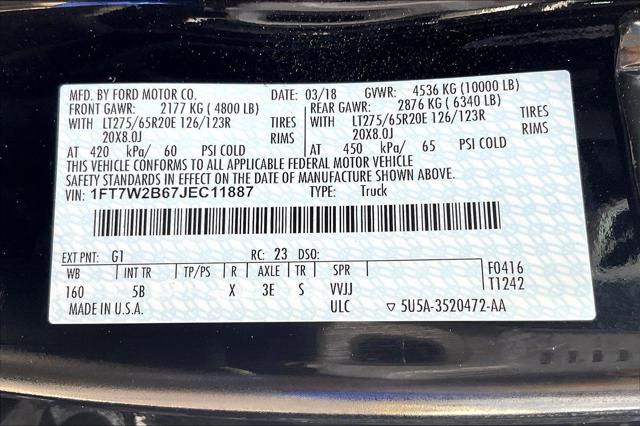 MFD. BY FORD MOTOR CO. DATE: 03/18 GVWR: 4536 KG (10000 LB)
FRONT GAWR: 2177 KG ( 4800 LB) REAR GAWR: 2876 KG ( 6340 LB)
WITH LT275/65R20E 126/123R TIRES WITH LT275/65R20E 126/123R TIRES
20X8.0J RIMS 20X8.0J RIMS
AT 420 kPa/ 60 PSI COLD AT 450 kPa/ 65 PSI COLD
THIS VEHICLE CONFORMS TO ALL APPLICABLE FEDERAL MOTOR VEHICLE
SAFETY STANDARDS IN EFFECT ON THE DATE OF MANUFACTURE SHOWN ABOVE.
VIN: 1FT7W2B67JEC11887 TYPE: Truck
EXT PNT: G1 RC: 23 DSO:
WB INT TR TP/PS R AXLE TR SPR F0416
160 5B X 3E S VVJJ T1242
MADE IN U.S.A. ULC ▽ 5U5A-3520472-AA